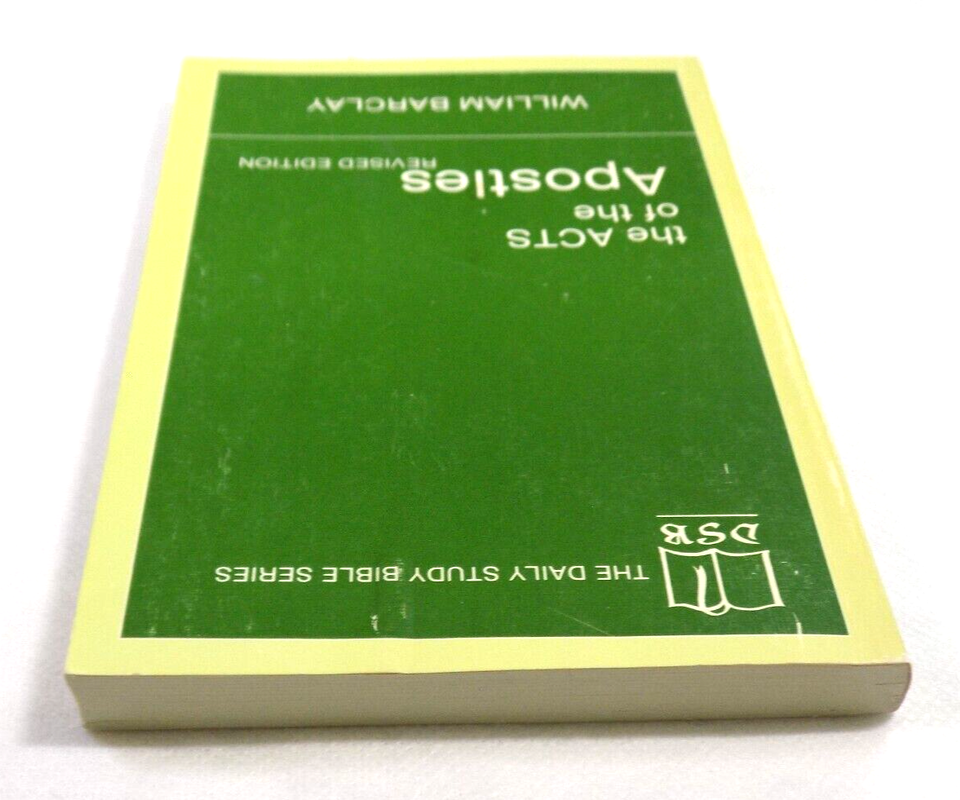 DSB
THE DAILY STUDY BIBLE SERIES
the ACTS
of the
Apostles
REVISED EDITION
WILLIAM BARCLAY